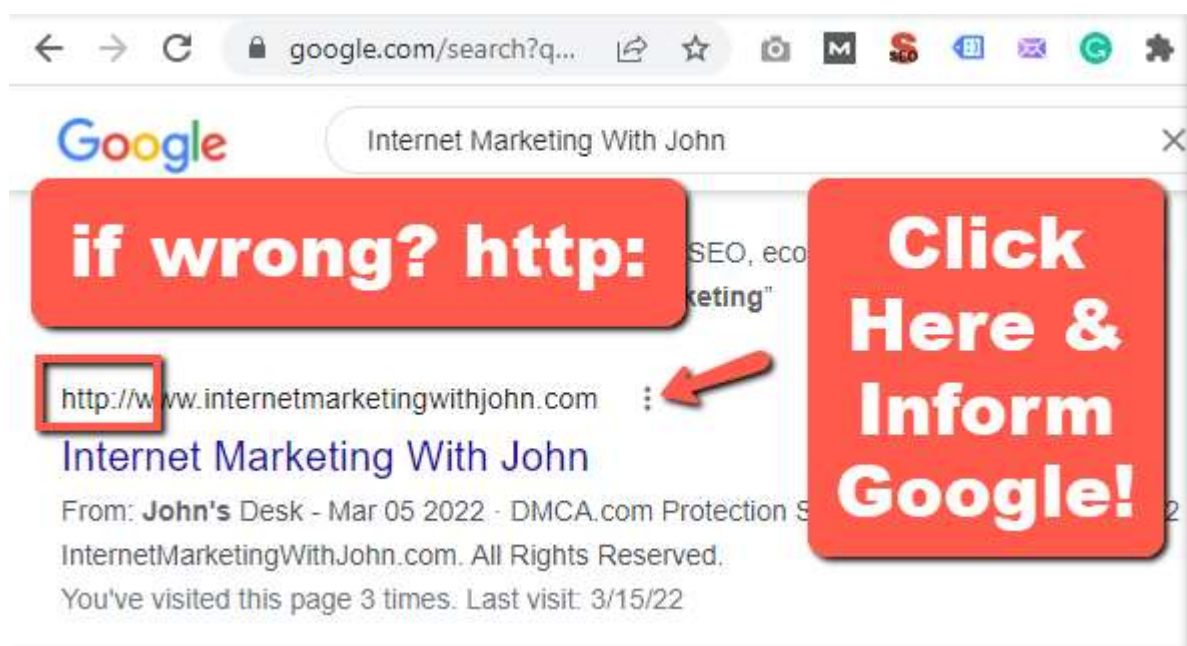 google.com/search?q...
M
SEO
G
Google
Internet Marketing With John
if wrong? http:
SEO, eco
keting"
Click
Here &
Inform
Google!
http://www.internetmarketingwithjohn.com
Internet Marketing With John
From: John's Desk - Mar 05 2022 · DMCA.com Protection S
2
InternetMarketingWithJohn.com. All Rights Reserved.
You've visited this page 3 times. Last visit: 3/15/22